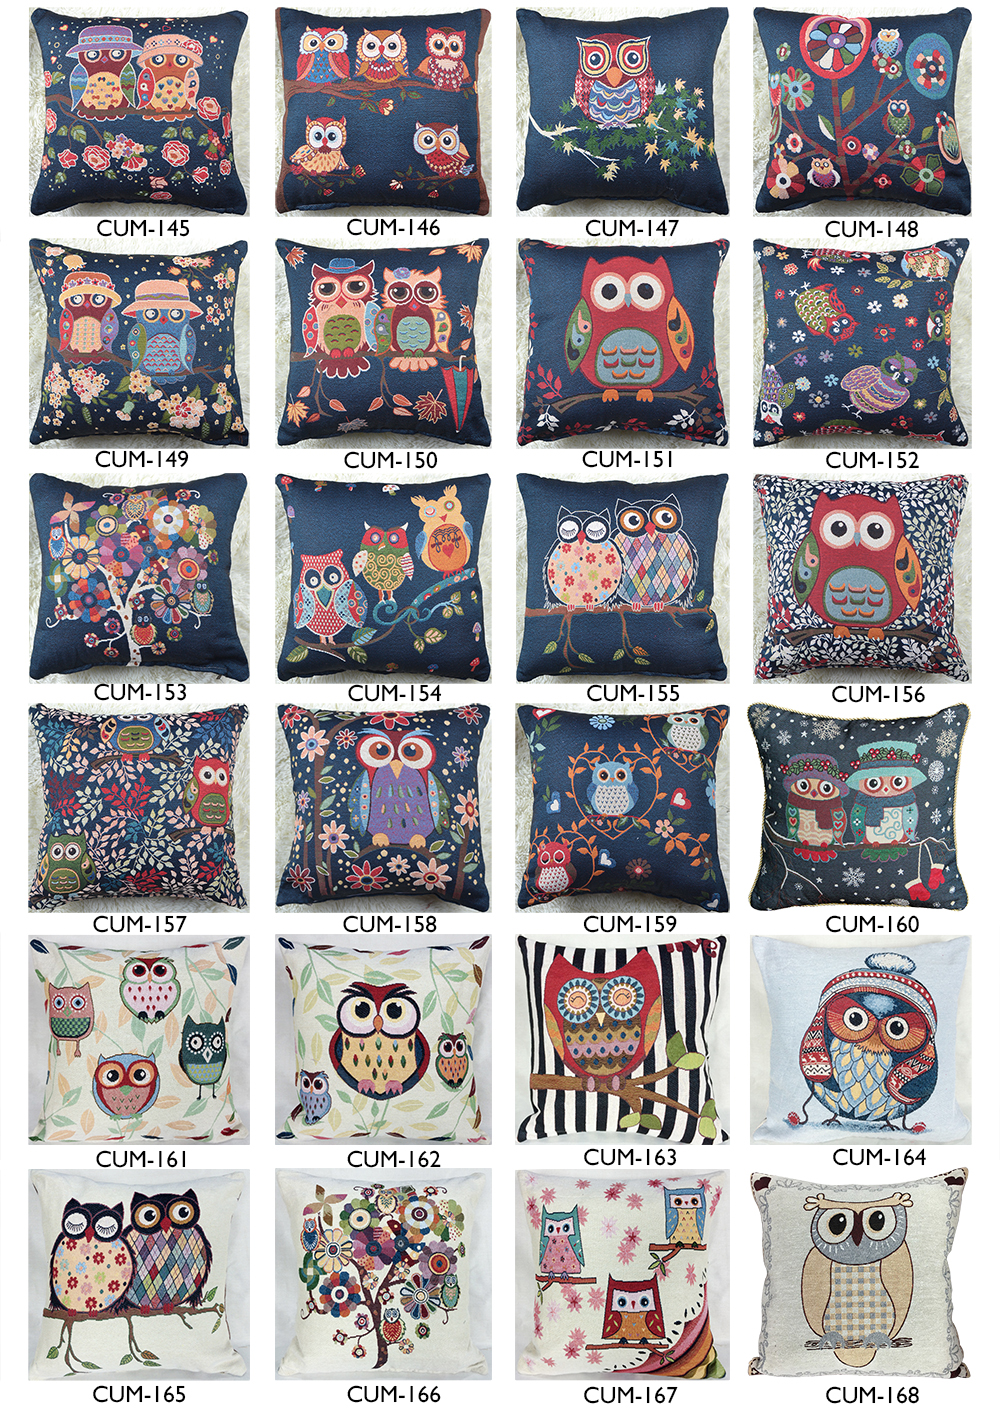 CUM-145 CUM-146 CUM-147 CUM-148
CUM-149 CUM-150 CUM-151 CUM-152
CUM-153 CUM-154 CUM-155 CUM-156
CUM-157 CUM-158 CUM-159 CUM-160
CUM-161 CUM-162 CUM-163 CUM-164
CUM-165 CUM-166 CUM-167 CUM-168